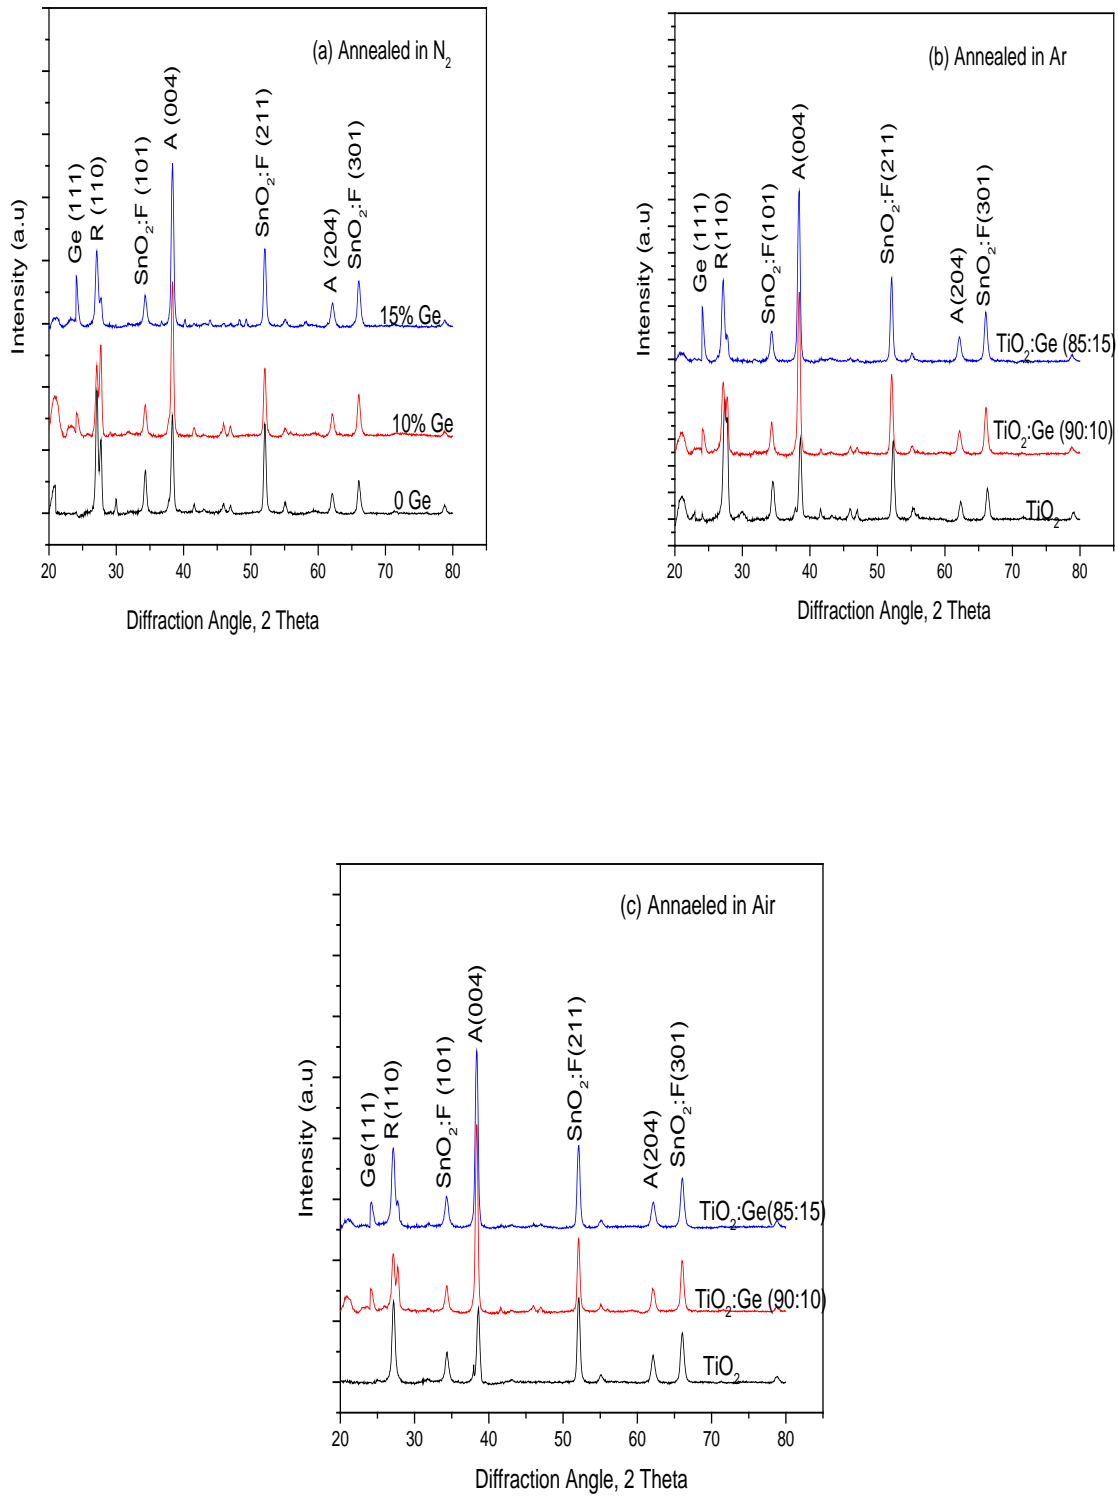 (a) Annealed in N₂
Intensity (a.u)
Ge (111)
R (110)
SnO₂:F (101)
A (004)
SnO₂:F (211)
A (204)
SnO₂:F (301)
15% Ge
10% Ge
0 Ge
20 30 40 50 60 70 80
Diffraction Angle, 2 Theta
(b) Annealed in Ar
Intensity (a.u)
Ge (111)
R(110)
SnO₂:F(101)
A(004)
SnO₂:F(211)
A(204)
SnO₂:F(301)
TiO₂:Ge (85:15)
TiO₂:Ge (90:10)
TiO₂
20 30 40 50 60 70 80
Diffraction Angle, 2 Theta
(c) Annaeled in Air
Intensity (a.u)
Ge(111)
R(110)
SnO₂:F (101)
A(004)
SnO₂:F(211)
A(204)
SnO₂:F(301)
TiO₂:Ge(85:15)
TiO₂:Ge (90:10)
TiO₂
20 30 40 50 60 70 80
Diffraction Angle, 2 Theta